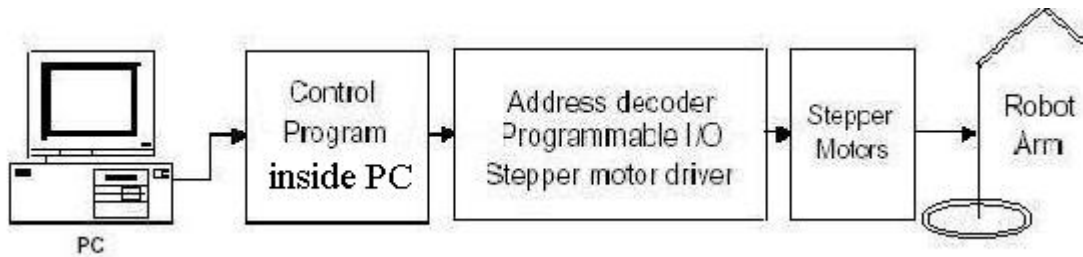 PC
Control
Program
inside PC
Address decoder
Programmable I/O
Stepper motor driver
Stepper
Motors
Robot
Arm